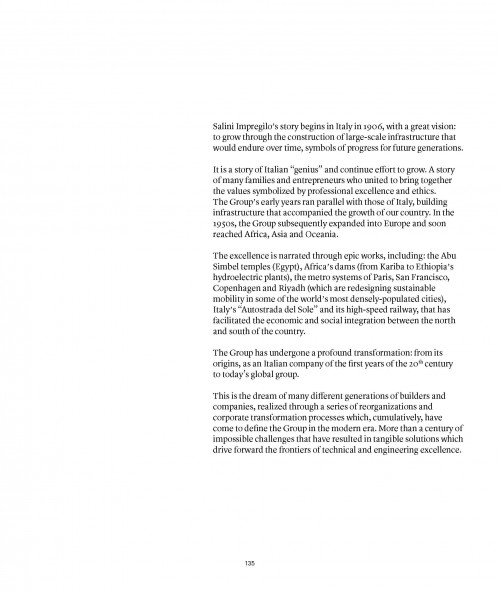 Salini Impregilo's story begins in Italy in 1906, with a great vision:
to grow through the construction of large-scale infrastructure that
would endure over time, symbols of progress for future generations.
It is a story of Italian “genius” and continue effort to grow. A story
of many families and entrepreneurs who united to bring together
the values symbolized by professional excellence and ethics.
The Group's early years ran parallel with those of Italy, building
infrastructure that accompanied the growth of our country. In the
1950s, the Group subsequently expanded into Europe and soon
reached Africa, Asia and Oceania.
The excellence is narrated through epic works, including: the Abu
Simbel temples (Egypt), Africa's dams (from Kariba to Ethiopia's
hydroelectric plants), the metro systems of Paris, San Francisco,
Copenhagen and Riyadh (which are redesigning sustainable
mobility in some of the world's most densely-populated cities),
Italy's “Autostrada del Sole” and its high-speed railway, that has
facilitated the economic and social integration between the north
and south of the country.
The Group has undergone a profound transformation: from its
origins, as an Italian company of the first years of the 20th century
to today's global group.
This is the dream of many different generations of builders and
companies, realized through a series of reorganizations and
corporate transformation processes which, cumulatively, have
come to define the Group in the modern era. More than a century of
impossible challenges that have resulted in tangible solutions which
drive forward the frontiers of technical and engineering excellence.
135